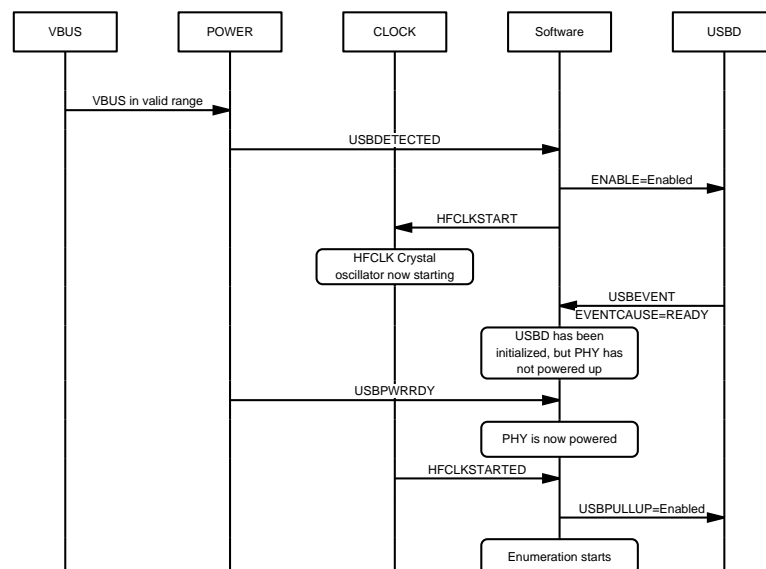 VBUS
POWER
CLOCK
Software
USBD
VBUS in valid range
USBDETECTED
ENABLE=Enabled
HFCLKSTART
HFCLK Crystal
oscillator now starting
USBEVENT
EVENTCAUSE=READY
USBD has been
initialized, but PHY has
not powered up
USBPWRRDY
PHY is now powered
HFCLKSTARTED
USBPULLUP=Enabled
Enumeration starts